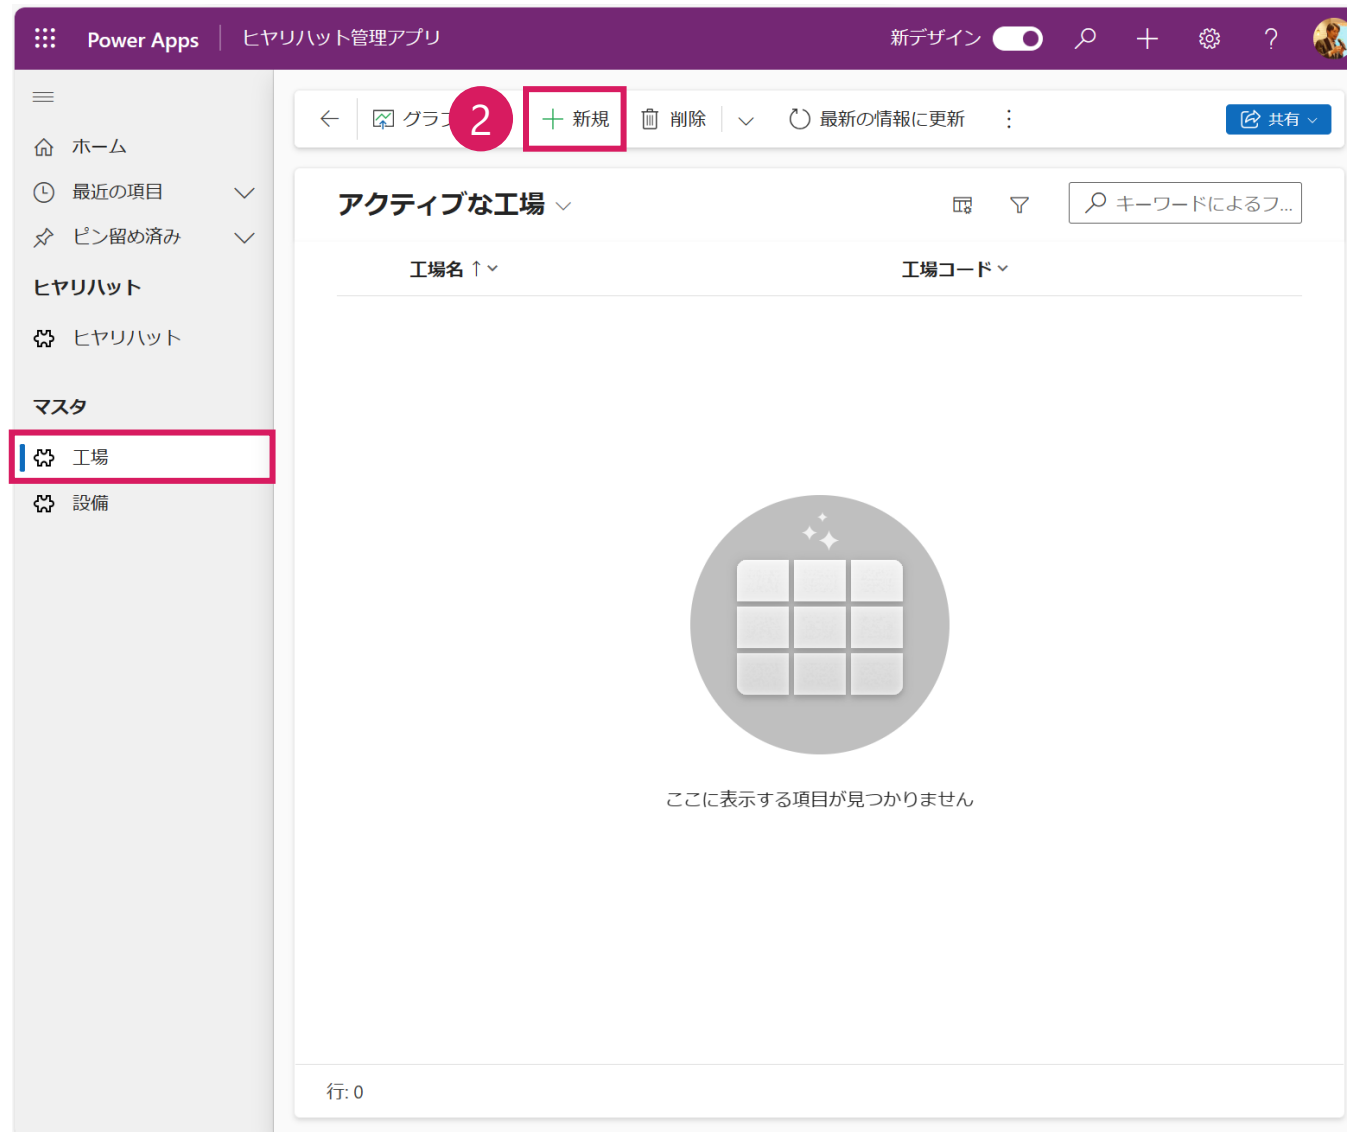 Power Apps ヒヤリハット管理アプリ 新デザイン
グラフ 2 新規 削除 最新の情報に更新 共有
ホーム
最近の項目
ピン留め済み
ヒヤリハット
ヒヤリハット
マスタ
工場
設備
アクティブな工場 キーワードによるフ...
工場名 ↑ 工場コード
ここに表示する項目が見つかりません
行: 0